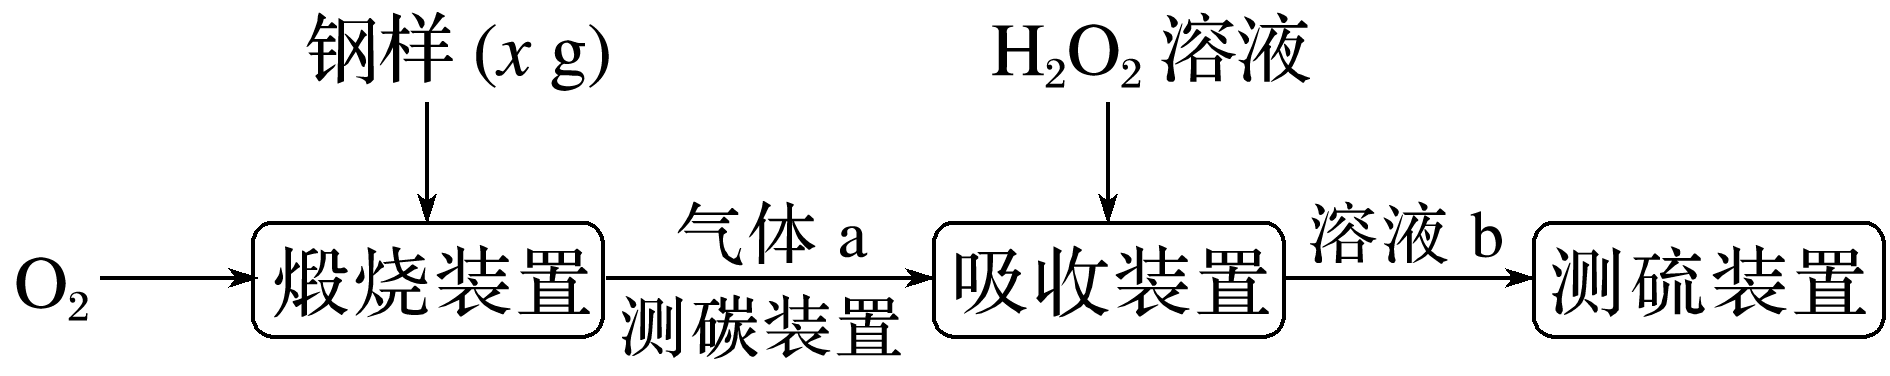 钢样 (x g)
H₂O₂ 溶液
O₂
煅烧装置
气体 a
测碳装置
吸收装置
溶液 b
测硫装置